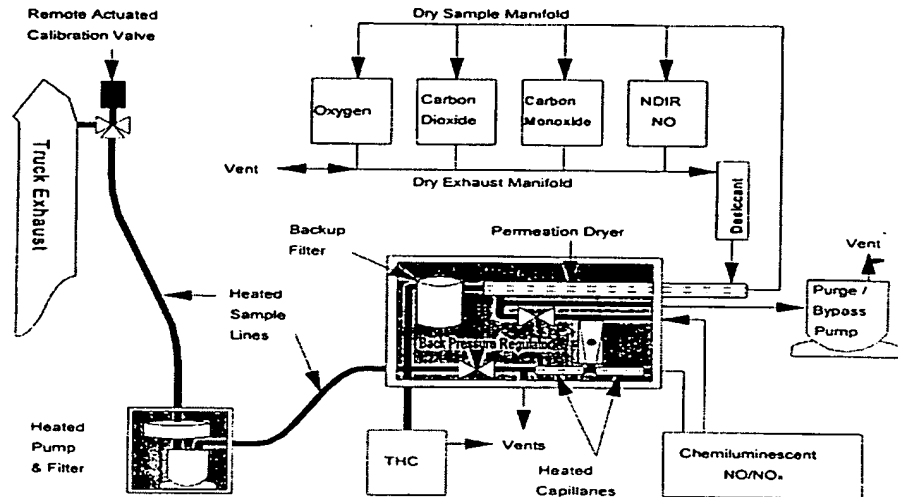 Remote Actuated
Calibration Valve
Dry Sample Manifold
Oxygen
Carbon
Dioxide
Carbon
Monoxide
NDIR
NO
Truck Exhaust
Vent
Dry Exhaust Manifold
Desiccant
Backup
Filter
Permeation Dryer
Vent
Purge /
Bypass
Pump
Heated
Sample
Lines
Back Pressure Regulator
Heated
Pump
& Filter
THC
Vents
Heated
Capillaries
Chemiluminescent
NO/NOx